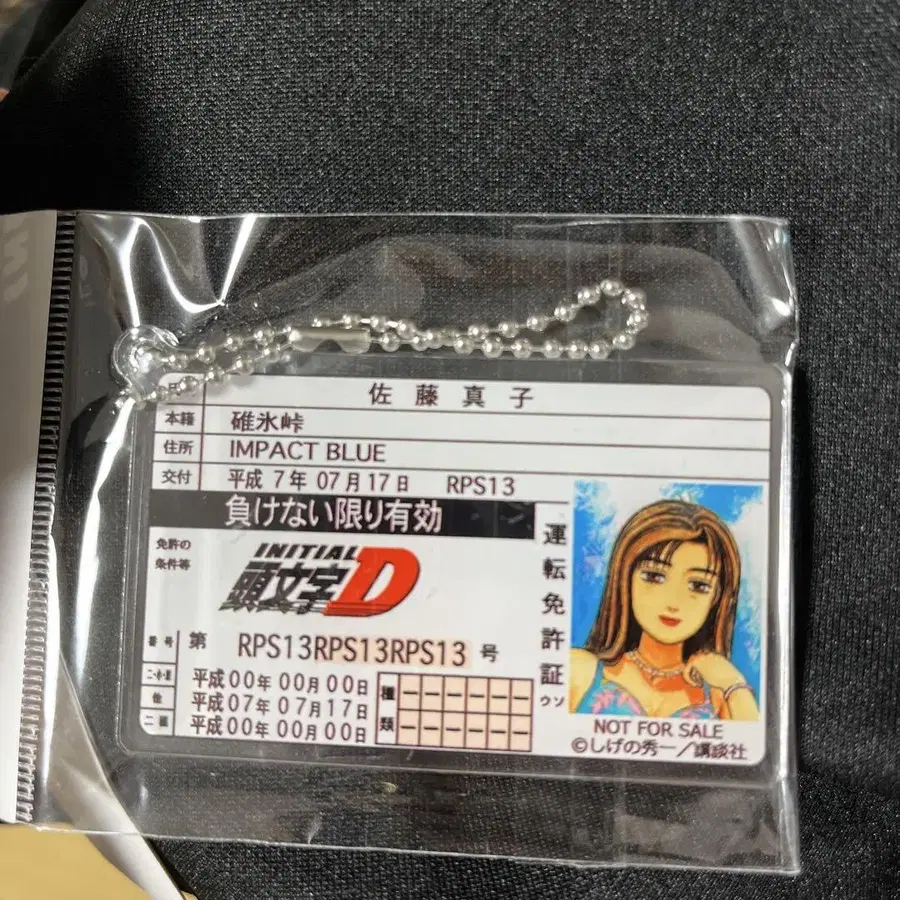 佐藤真子
本籍 碓氷峠
住所 IMPACT BLUE
交付 平成 7年 07月17日 RPS13
負けない限り有効
免許の
条件等
INITIAL
頭文字D
運転免許証
ウソ
番号 第 RPS13RPS13RPS13 号
平成00年 00月 00日
他 平成07年 07月17日
平成00年 00月 00日
種類
NOT FOR SALE
©しげの秀一／講談社